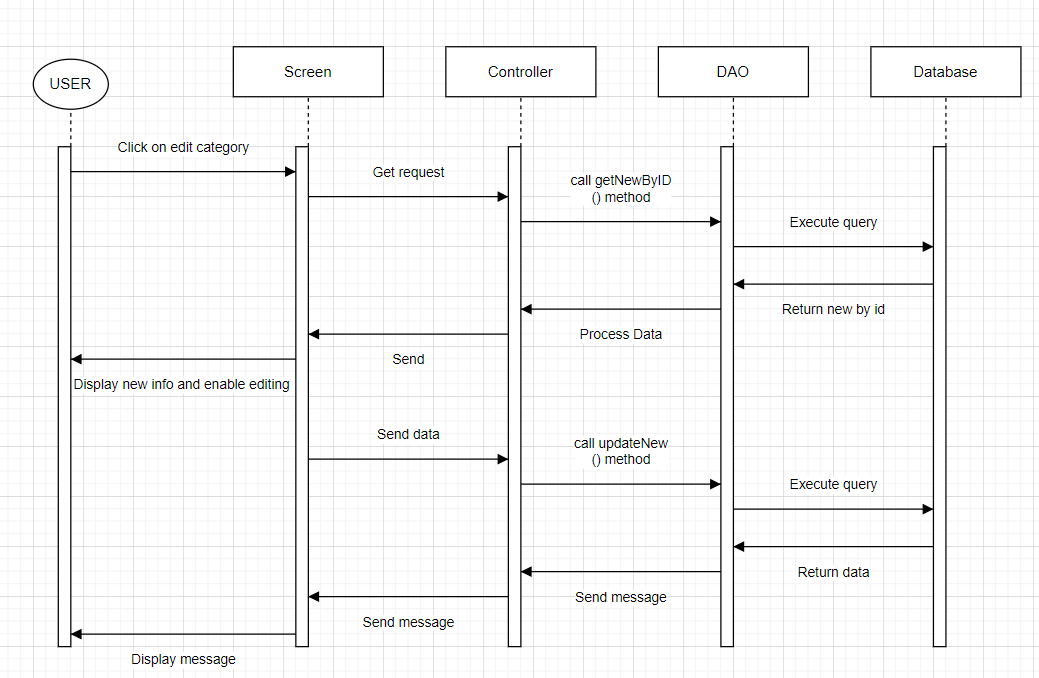 USER
Screen
Controller
DAO
Database
Click on edit category
Get request
call getNewByID
() method
Execute query
Return new by id
Process Data
Send
Display new info and enable editing
Send data
call updateNew
() method
Execute query
Return data
Send message
Send message
Display message